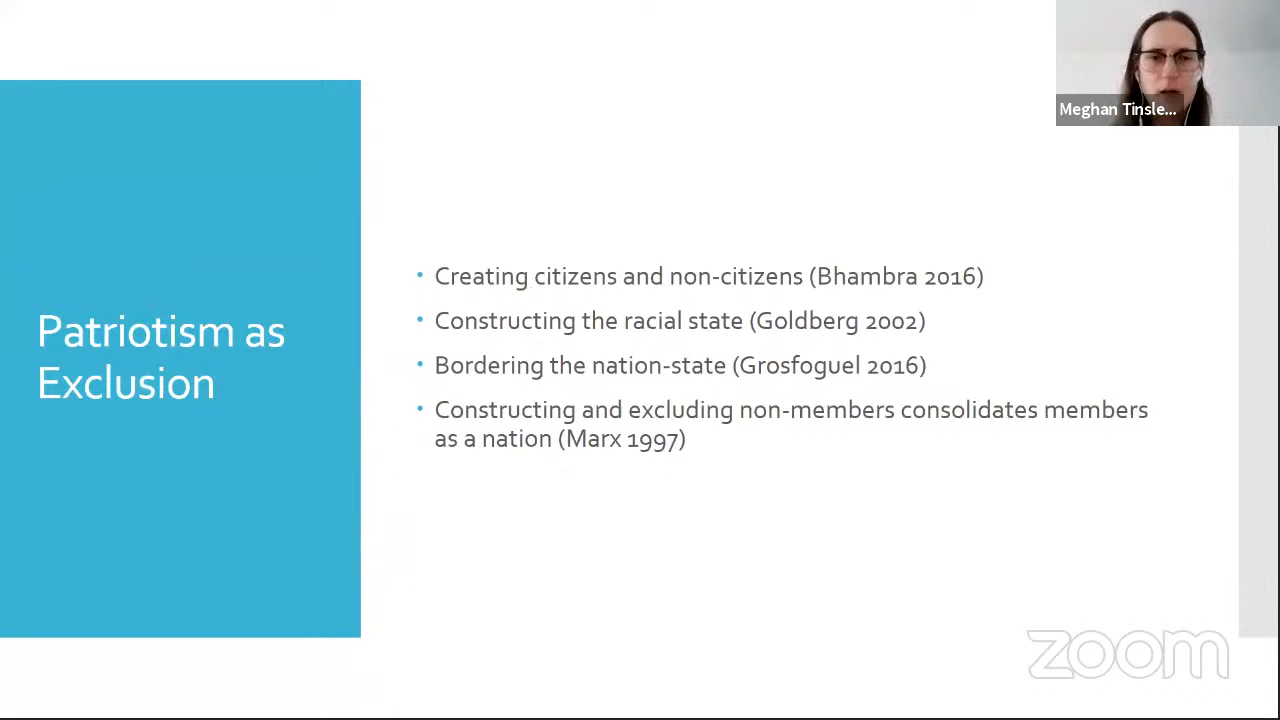 Meghan Tinsle...
Patriotism as
Exclusion
• Creating citizens and non-citizens (Bhambra 2016)
• Constructing the racial state (Goldberg 2002)
• Bordering the nation-state (Grosfoguel 2016)
• Constructing and excluding non-members consolidates members
as a nation (Marx 1997)
zoom